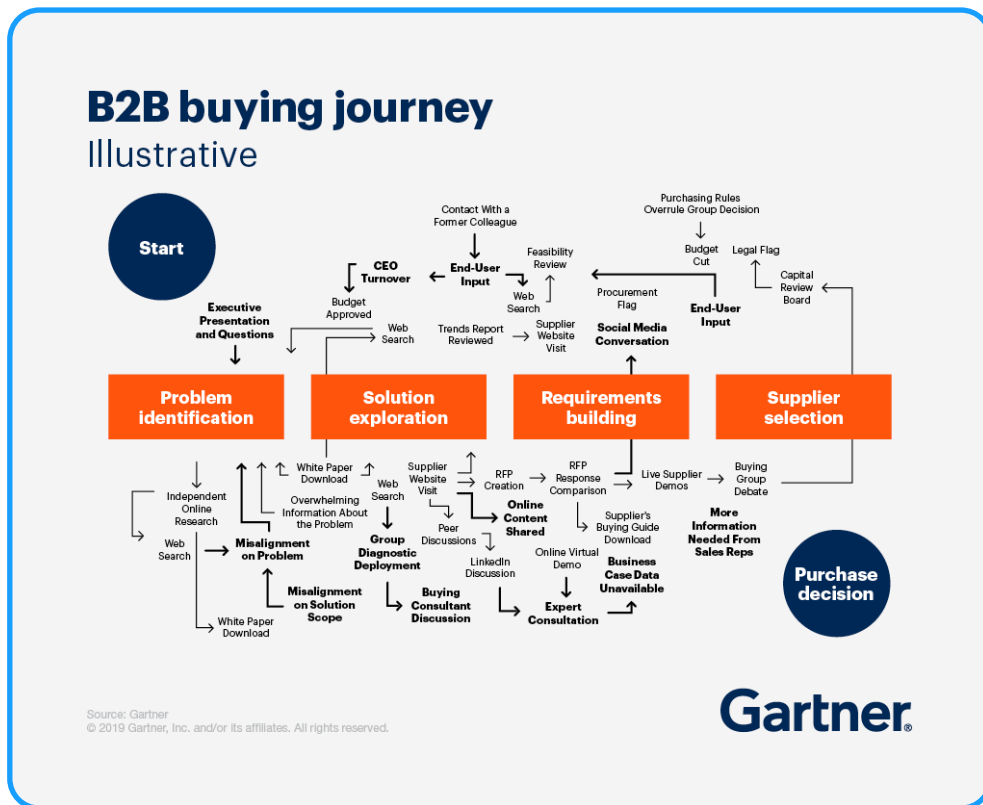 B2B buying journey
Illustrative
Start
Contact With a
Former Colleague
Purchasing Rules
Overrule Group Decision
CEO
Turnover
End-User
Input
Feasibility
Review
Budget
Cut
Legal Flag
Budget
Approved
Web
Search
Procurement
Flag
End-User
Input
Capital
Review
Board
Executive
Presentation
and Questions
Web
Search
Trends Report
Reviewed
Supplier
Website
Visit
Social Media
Conversation
Problem
identification
Solution
exploration
Requirements
building
Supplier
selection
Independent
Online
Research
White Paper
Download
Overwhelming
Information About
the Problem
Web
Search
Supplier
Website
Visit
RFP
Creation
RFP
Response
Comparison
Live Supplier
Demos
Buying
Group
Debate
Web
Search
Misalignment
on Problem
Group
Diagnostic
Deployment
Peer
Discussions
Online
Content
Shared
Supplier's
Buying Guide
Download
More
Information
Needed From
Sales Reps
LinkedIn
Discussion
Online Virtual
Demo
Business
Case Data
Unavailable
Misalignment
on Solution
Scope
Buying
Consultant
Discussion
Expert
Consultation
White Paper
Download
Purchase
decision
Source: Gartner
© 2019 Gartner, Inc. and/or its affiliates. All rights reserved.
Gartner®